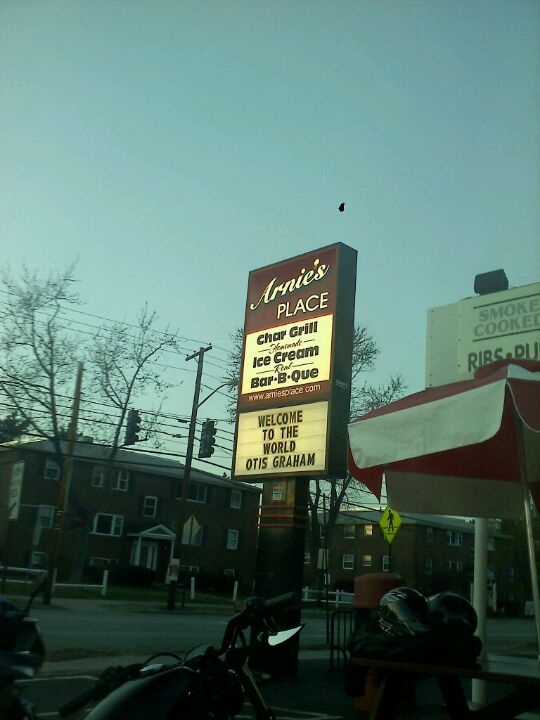 Arnie's
PLACE
Char Grill
Homemade
Ice Cream
Real
Bar·B·Que
www.arniesplace.com
WELCOME
TO THE
WORLD
OTIS GRAHAM
SMOKE
COOKED
RIBS·PU